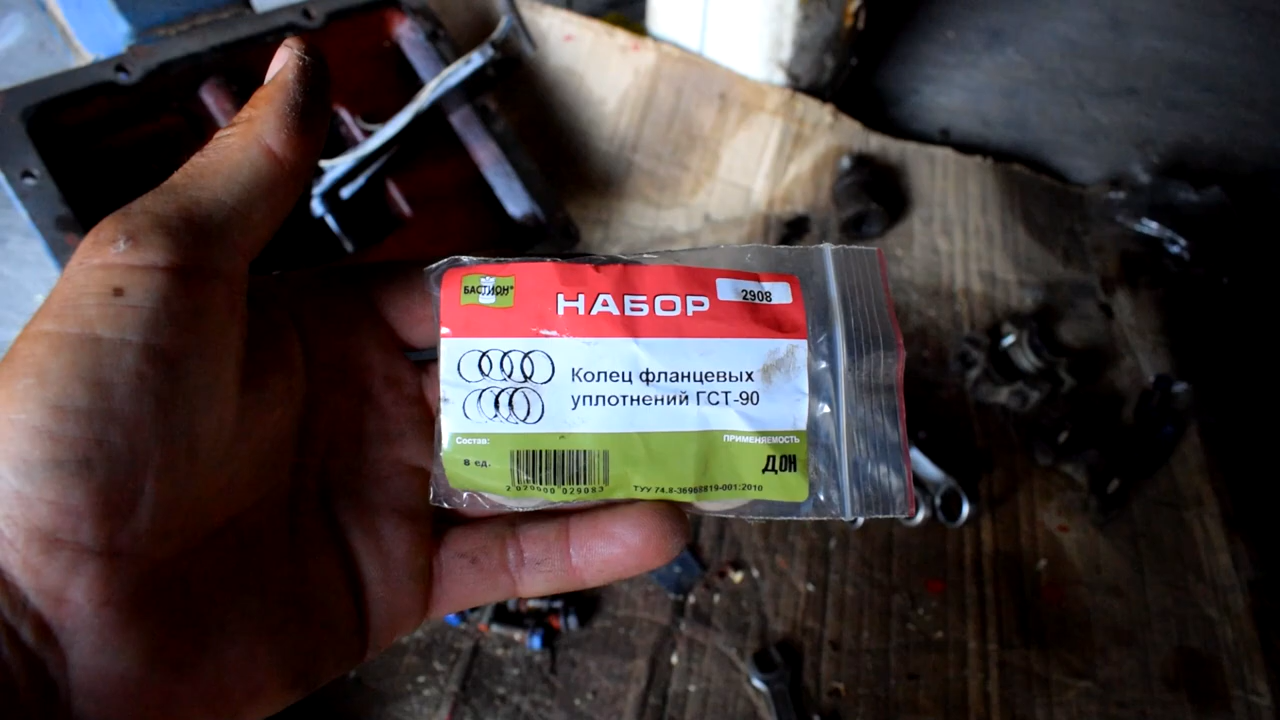 БАСТИОН®
НАБОР
2908
Колец фланцевых
уплотнений ГСТ-90
Состав:
ПРИМЕНЯЕМОСТЬ
8 ед.
ДОН
2 079900 029083
ТУУ 74.8-36968819-001:2010